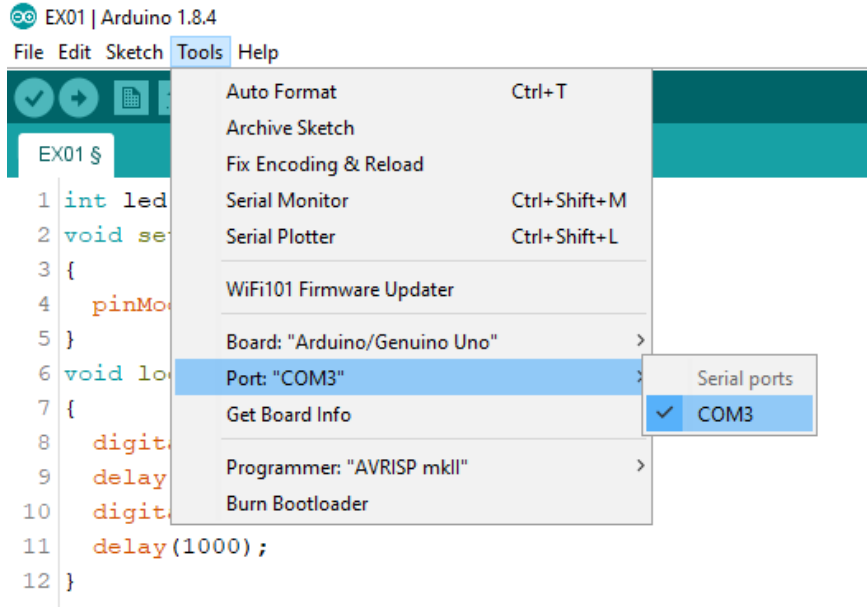 EX01 | Arduino 1.8.4
File Edit Sketch Tools Help
EX01 §
Auto Format Ctrl+T
Archive Sketch
Fix Encoding & Reload
Serial Monitor Ctrl+Shift+M
Serial Plotter Ctrl+Shift+L
WiFi101 Firmware Updater
Board: "Arduino/Genuino Uno"
Port: "COM3"
Get Board Info
Programmer: "AVRISP mkII"
Burn Bootloader
Serial ports
COM3
1 int led
2 void se
3 {
4 pinMo
5 }
6 void lo
7 {
8 digit
9 delay
10 digit
11 delay(1000);
12 }